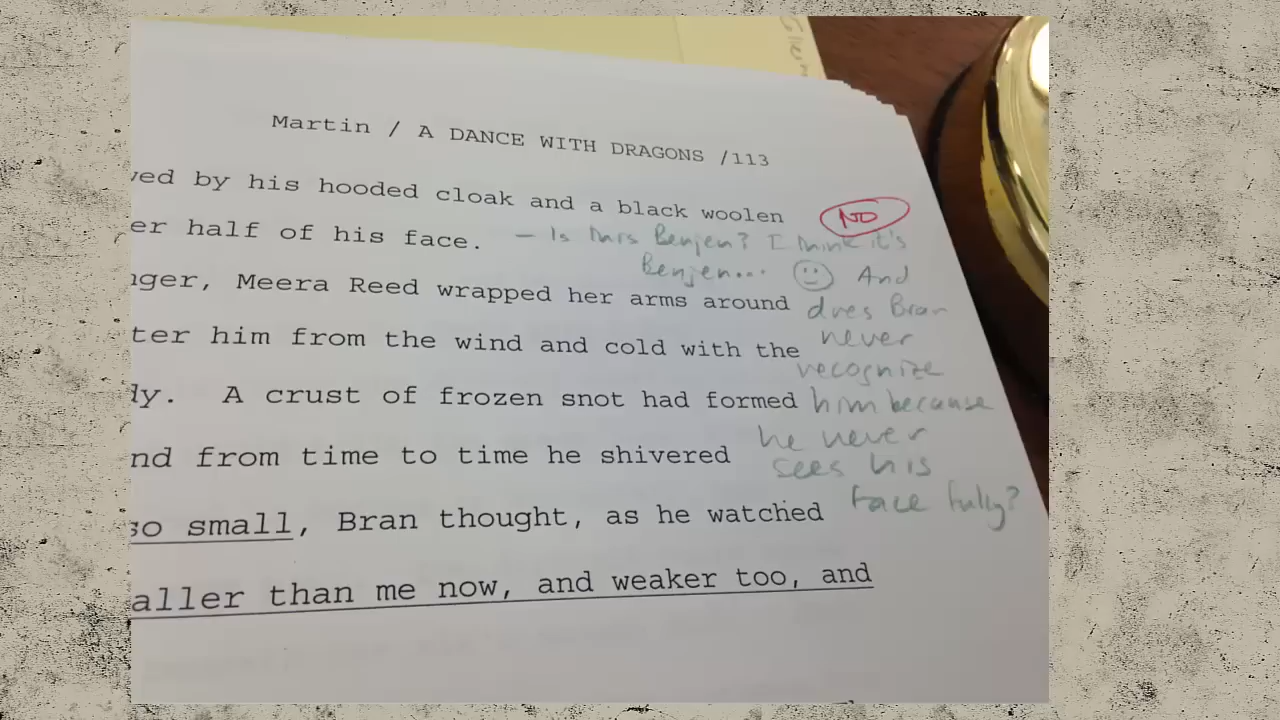 Martin / A DANCE WITH DRAGONS /113
ved by his hooded cloak and a black woolen
NO
er half of his face.
— Is this Benjen? I think it's
Benjen... And
nger, Meera Reed wrapped her arms around
does Bran
ter him from the wind and cold with the
never
recognize
dy. A crust of frozen snot had formed
him because
he never
nd from time to time he shivered
sees his
face fully?
so small, Bran thought, as he watched
aller than me now, and weaker too, and